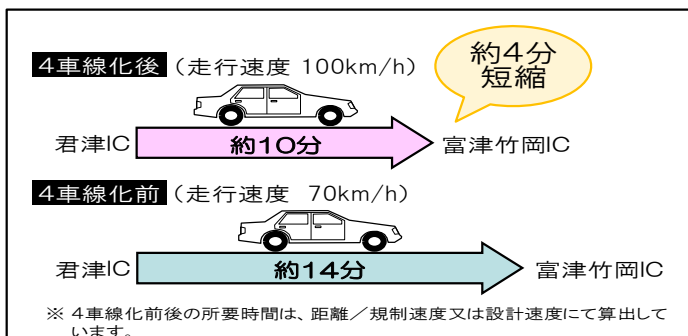 4車線化後 (走行速度 100km/h)
約4分
短縮
君津IC 約10分 富津竹岡IC
4車線化前 (走行速度 70km/h)
君津IC 約14分 富津竹岡IC
※ 4車線化前後の所要時間は、距離／規制速度又は設計速度にて算出して
います。